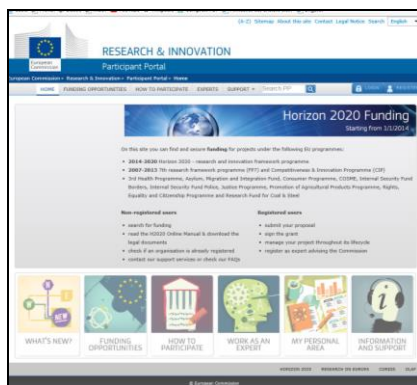 (A-Z) Sitemap About this site Contact Legal Notice Search English
European
Commission
RESEARCH & INNOVATION
Participant Portal
European Commission > Research & Innovation > Participant Portal > Home
HOME FUNDING OPPORTUNITIES HOW TO PARTICIPATE EXPERTS SUPPORT Search PP LOGIN REGISTER
Horizon 2020 Funding
Starting from 1/1/2014
On this site you can find and secure funding for projects under the following EU programmes:
• 2014-2020 Horizon 2020 - research and innovation framework programme
• 2007-2013 7th research framework programme (FP7) and Competitiveness & Innovation Programme (CIP)
• 3rd Health Programme, Asylum, Migration and Integration Fund, Consumer Programme, COSME, Internal Security Fund
Borders, Internal Security Fund Police, Justice Programme, Promotion of Agricultural Products Programme, Rights,
Equality and Citizenship Programme and Research Fund for Coal & Steel
Non-registered users
• search for funding
• read the H2020 Online Manual & download the
legal documents
• check if an organisation is already registered
• contact our support services or check our FAQs
Registered users
• submit your proposal
• sign the grant
• manage your project throughout its lifecycle
• register as expert advising the Commission
NEW
WHAT'S NEW?
FUNDING
OPPORTUNITIES
HOW TO
PARTICIPATE
WORK AS AN
EXPERT
MY PERSONAL
AREA
INFORMATION
AND SUPPORT
HORIZON 2020 RESEARCH ON EUROPA CORDIS
© European Commission